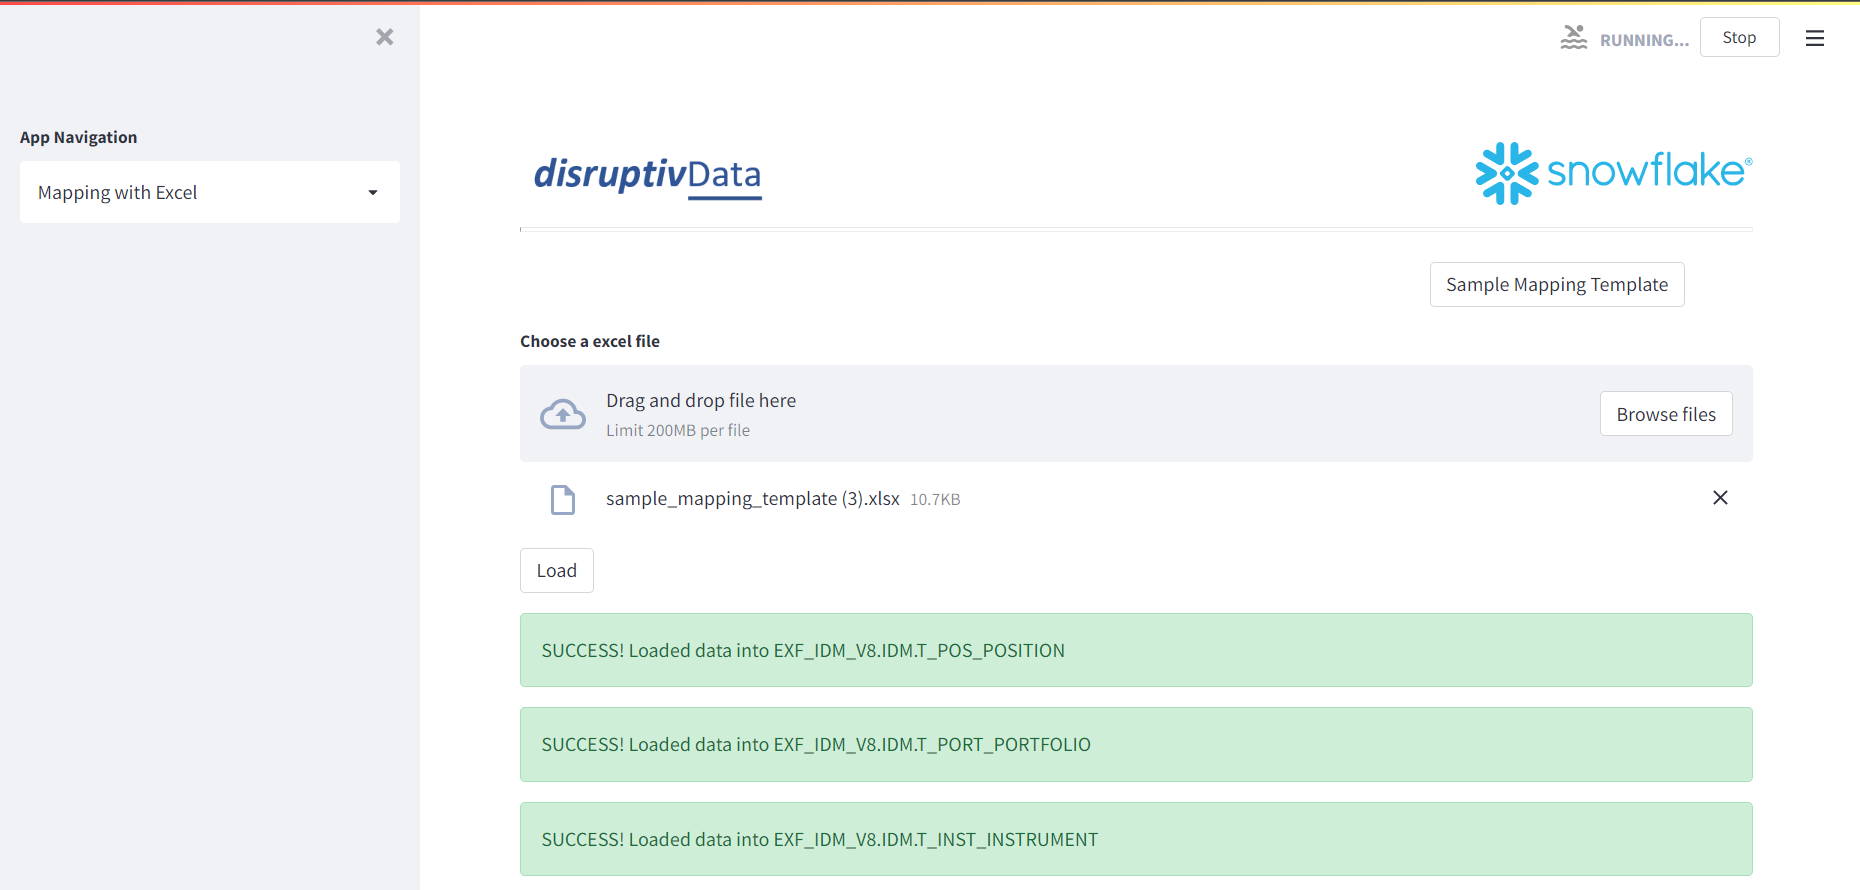 RUNNING...
Stop
App Navigation
Mapping with Excel
disruptivData
snowflake®
Sample Mapping Template
Choose a excel file
Drag and drop file here
Limit 200MB per file
Browse files
sample_mapping_template (3).xlsx 10.7KB
Load
SUCCESS! Loaded data into EXF_IDM_V8.IDM.T_POS_POSITION
SUCCESS! Loaded data into EXF_IDM_V8.IDM.T_PORT_PORTFOLIO
SUCCESS! Loaded data into EXF_IDM_V8.IDM.T_INST_INSTRUMENT